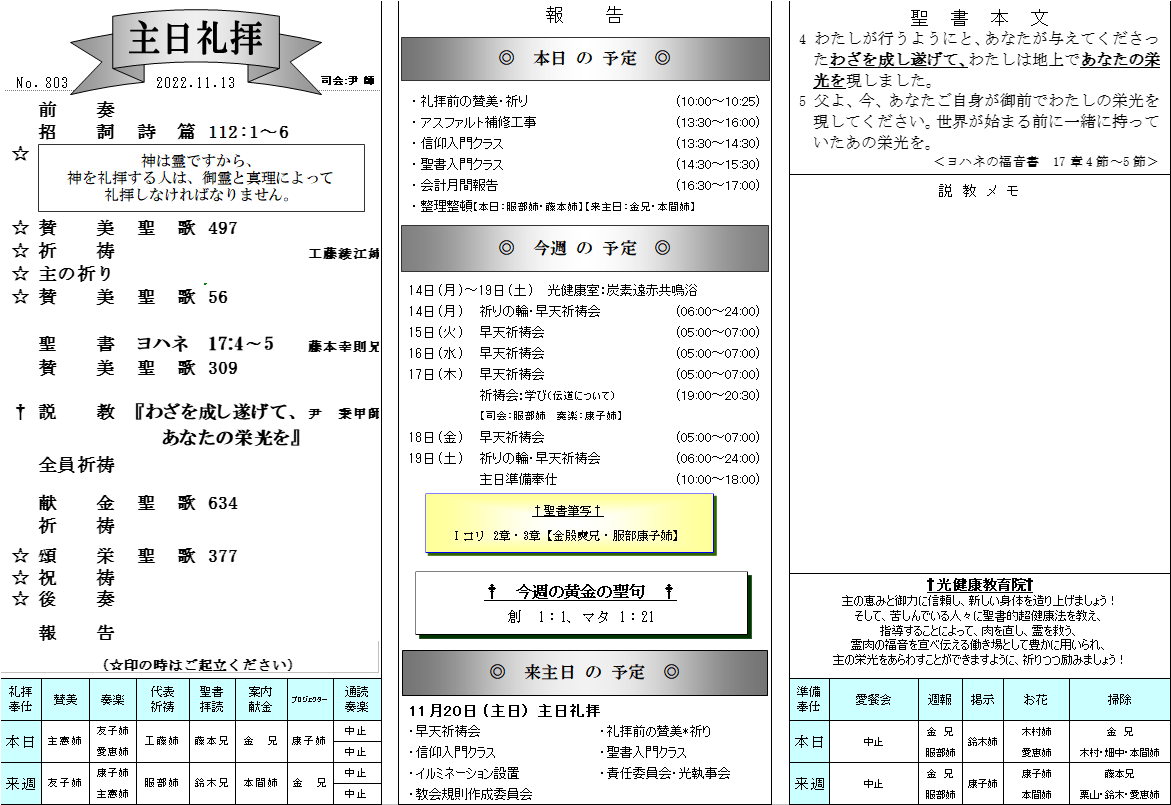 主日礼拝
No. 803
2022.11.13
司会:尹 師
前 奏
招 詞 詩 篇 112:1～6
☆
神は霊ですから、
神を礼拝する人は、御霊と真理によって
礼拝しなければなりません。
☆ 賛 美 聖 歌 497
☆ 祈 祷 工藤綾江姉
☆ 主の祈り
☆ 賛 美 聖 歌 56
聖 書 ヨハネ 17:4～5 藤本幸則兄
賛 美 聖 歌 309
† 説 教 『わざを成し遂げて、 尹 秉甲師
あなたの栄光を』
全員祈祷
献 金 聖 歌 634
祈 祷
☆ 頌 栄 聖 歌 377
☆ 祝 祷
☆ 後 奏
報 告
(☆印の時はご起立ください)
礼拝奉仕 賛美 奏楽 代表祈祷 聖書拝読 案内献金 プロジェクター 通読奏楽
本日 主憲姉 友子姉 愛恵姉 工藤姉 藤本兄 金 兄 康子姉 中止 中止
来週 友子姉 康子姉 主憲姉 服部姉 鈴木兄 本間姉 金 兄 中止 中止
報 告
◎ 本日 の 予定 ◎
・礼拝前の賛美・祈り (10:00～10:25)
・アスファルト補修工事 (13:30～16:00)
・信仰入門クラス (13:30～14:30)
・聖書入門クラス (14:30～15:30)
・会計月間報告 (16:30～17:00)
・整理整頓【本日:服部姉・藤本姉】【来主日:金兄・本間姉】
◎ 今週 の 予定 ◎
14日(月)～19日(土) 光健康室:炭素遠赤共鳴浴
14日(月) 祈りの輪・早天祈祷会 (06:00～24:00)
15日(火) 早天祈祷会 (05:00～07:00)
16日(水) 早天祈祷会 (05:00～07:00)
17日(木) 早天祈祷会 (05:00～07:00)
祈祷会:学び(伝道について) (19:00～20:30)
【司会:服部姉 奏楽:康子姉】
18日(金) 早天祈祷会 (05:00～07:00)
19日(土) 祈りの輪・早天祈祷会 (06:00～24:00)
主日準備奉仕 (10:00～18:00)
†聖書筆写†
Ⅰコリ 2章・3章【金殷奭兄・服部康子姉】
✝ 今週の黄金の聖句 ✝
創 1:1、マタ 1:21
◎ 来主日 の 予定 ◎
11月20日(主日) 主日礼拝
・早天祈祷会 ・礼拝前の賛美*祈り
・信仰入門クラス ・聖書入門クラス
・イルミネーション設置 ・責任委員会・光執事会
・教会規則作成委員会
聖 書 本 文
4 わたしが行うようにと、あなたが与えてくださっ
たわざを成し遂げて、わたしは地上であなたの栄
光を現しました。
5 父よ、今、あなたご自身が御前でわたしの栄光を
現してください。世界が始まる前に一緒に持って
いたあの栄光を。
＜ヨハネの福音書 17 章 4 節～5 節＞
説 教 メ モ
✝光健康教育院✝
主の恵みと御力に信頼し、新しい身体を造り上げましょう！
そして、苦しんでいる人々に聖書的超健康法を教え、
指導することによって、肉を直し、霊を救う、
霊肉の福音を宣べ伝える働き場として豊かに用いられ、
主の栄光をあらわすことができますように、祈りつつ励みましょう！
準備奉仕 愛餐会 週報 掲示 お花 掃除
本日 中止 金 兄 服部姉 鈴木姉 木村姉 愛恵姉 金 兄 木村・畑中・本間姉
来週 中止 金 兄 服部姉 康子姉 康子姉 本間姉 藤本兄 栗山・鈴木・愛恵姉